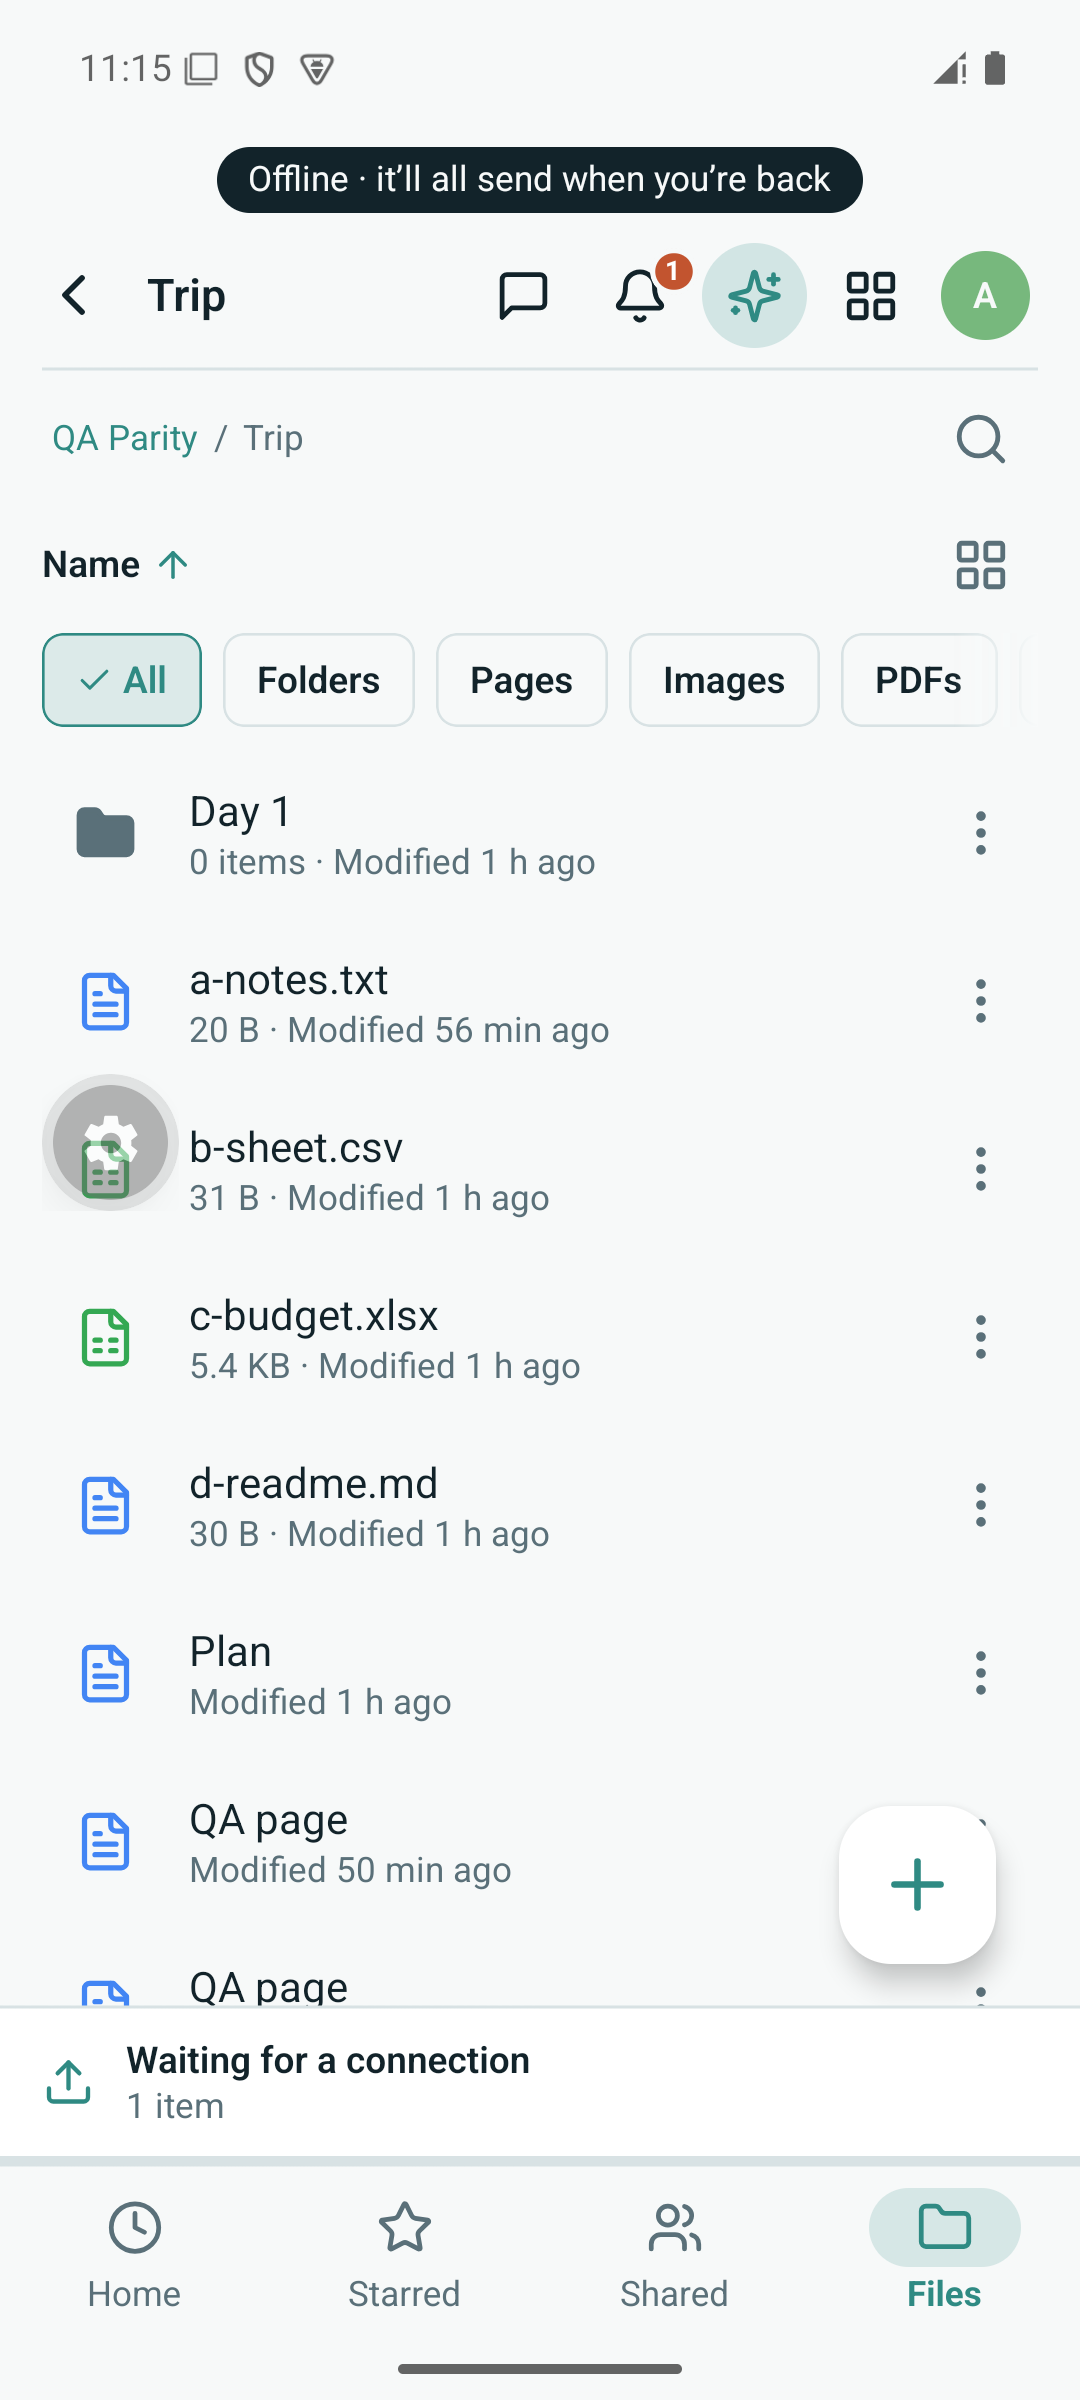 11:15
Offline · it’ll all send when you’re back
Trip
1
A
QA Parity / Trip
Name
All
Folders
Pages
Images
PDFs
Day 1
0 items · Modified 1 h ago
a-notes.txt
20 B · Modified 56 min ago
b-sheet.csv
31 B · Modified 1 h ago
c-budget.xlsx
5.4 KB · Modified 1 h ago
d-readme.md
30 B · Modified 1 h ago
Plan
Modified 1 h ago
QA page
Modified 50 min ago
QA page
Waiting for a connection
1 item
Home
Starred
Shared
Files